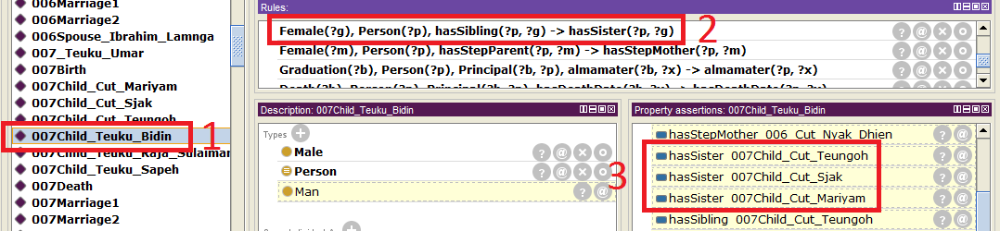 006Marriage1
006Marriage2
006Spouse_Ibrahim_Lamnga
007_Teuku_Umar
007Birth
007Child_Cut_Mariyam
007Child_Cut_Sjak
007Child_Cut_Teungoh
007Child_Teuku_Bidin
1
007Child_Teuku_Raja_Sulaiman
007Child_Teuku_Sapeh
007Death
007Marriage1
007Marriage2
Rules:
Female(?g), Person(?p), hasSibling(?p, ?g) -> hasSister(?p, ?g)
2
Female(?m), Person(?p), hasStepParent(?p, ?m) -> hasStepMother(?p, ?m)
Graduation(?b), Person(?p), Principal(?b, ?p), almamater(?b, ?x) -> almamater(?p, ?x)
Death(?b), Person(?p), Principal(?b, ?p), hasDeathDate(?b, ?x) -> hasDeathDate(?p, ?x)
Description: 007Child_Teuku_Bidin
Types
Male
Person
Man
3
Property assertions: 007Child_Teuku_Bidin
hasStepMother 006_Cut_Nyak_Dhien
hasSister 007Child_Cut_Teungoh
hasSister 007Child_Cut_Sjak
hasSister 007Child_Cut_Mariyam
hasSibling 007Child_Cut_Teungoh